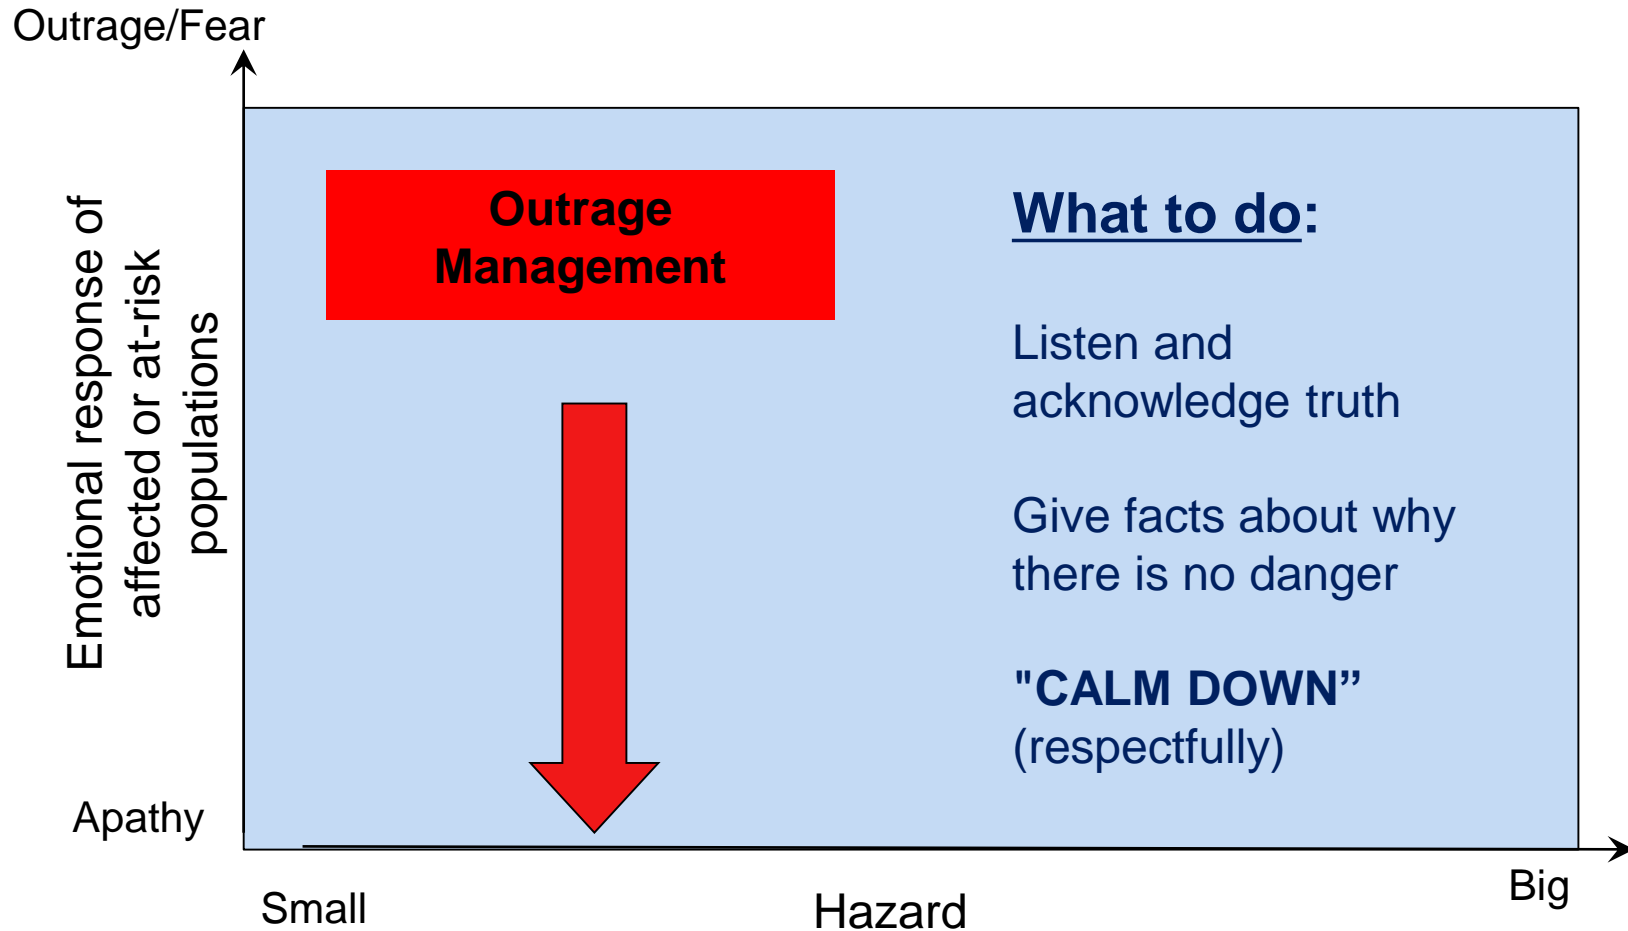 Outrage/Fear
Emotional response of
affected or at-risk
populations
Outrage
Management
What to do:
Listen and
acknowledge truth
Give facts about why
there is no danger
"CALM DOWN”
(respectfully)
Apathy
Small
Hazard
Big